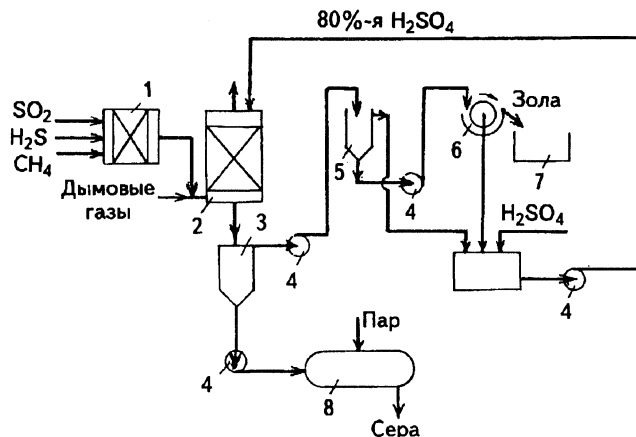 80%-я H₂SO₄
1
SO₂
H₂S
CH₄
Дымовые
газы
2
3
4
5
4
6
Зола
7
H₂SO₄
4
4
Пар
8
Сера